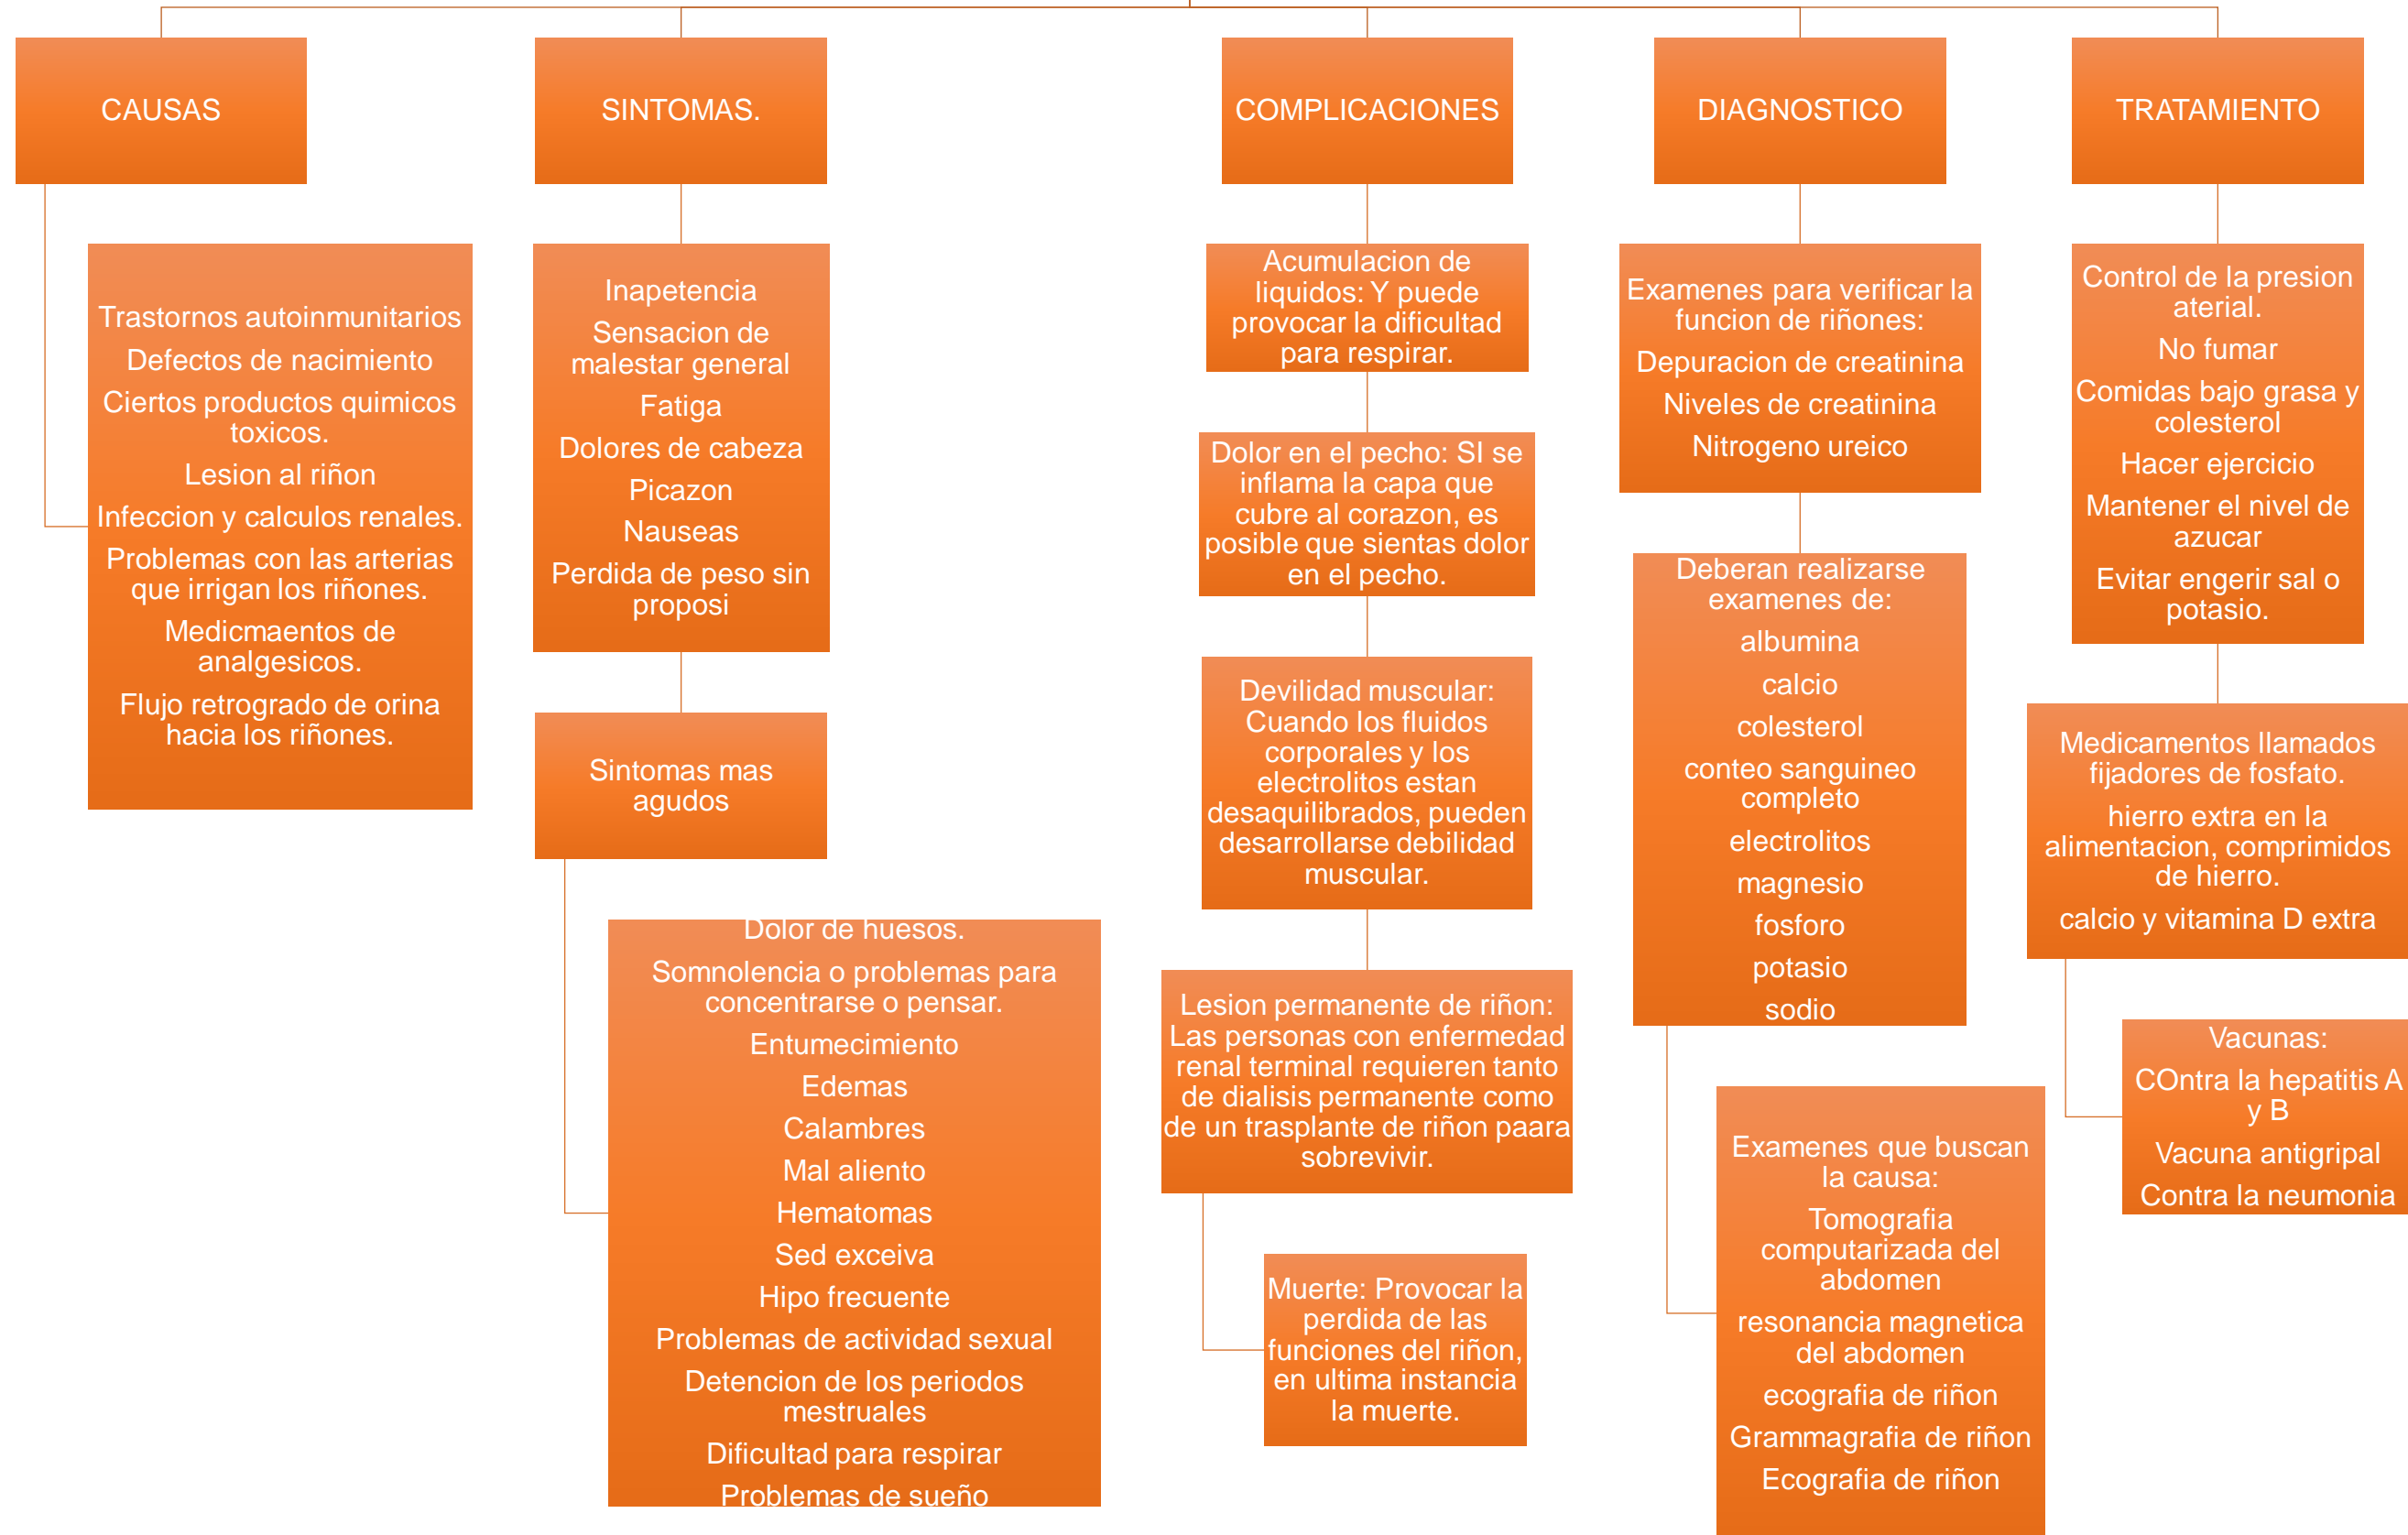 CAUSAS
Trastornos autoinmunitarios
Defectos de nacimiento
Ciertos productos quimicos
toxicos.
Lesion al riñon
Infeccion y calculos renales.
Problemas con las arterias
que irrigan los riñones.
Medicmaentos de
analgesicos.
Flujo retrogrado de orina
hacia los riñones.
SINTOMAS.
Inapetencia
Sensacion de
malestar general
Fatiga
Dolores de cabeza
Picazon
Nauseas
Perdida de peso sin
proposi
Sintomas mas
agudos
Dolor de huesos.
Somnolencia o problemas para
concentrarse o pensar.
Entumecimiento
Edemas
Calambres
Mal aliento
Hematomas
Sed exceiva
Hipo frecuente
Problemas de actividad sexual
Detencion de los periodos
mestruales
Dificultad para respirar
Problemas de sueño
COMPLICACIONES
Acumulacion de
liquidos: Y puede
provocar la dificultad
para respirar.
Dolor en el pecho: SI se
inflama la capa que
cubre al corazon, es
posible que sientas dolor
en el pecho.
Devilidad muscular:
Cuando los fluidos
corporales y los
electrolitos estan
desaquilibrados, pueden
desarrollarse debilidad
muscular.
Lesion permanente de riñon:
Las personas con enfermedad
renal terminal requieren tanto
de dialisis permanente como
de un trasplante de riñon paara
sobrevivir.
Muerte: Provocar la
perdida de las
funciones del riñon,
en ultima instancia
la muerte.
DIAGNOSTICO
Examenes para verificar la
funcion de riñones:
Depuracion de creatinina
Niveles de creatinina
Nitrogeno ureico
Deberan realizarse
examenes de:
albumina
calcio
colesterol
conteo sanguineo
completo
electrolitos
magnesio
fosforo
potasio
sodio
Examenes que buscan
la causa:
Tomografia
computarizada del
abdomen
resonancia magnetica
del abdomen
ecografia de riñon
Grammagrafia de riñon
Ecografia de riñon
TRATAMIENTO
Control de la presion
aterial.
No fumar
Comidas bajo grasa y
colesterol
Hacer ejercicio
Mantener el nivel de
azucar
Evitar engerir sal o
potasio.
Medicamentos llamados
fijadores de fosfato.
hierro extra en la
alimentacion, comprimidos
de hierro.
calcio y vitamina D extra
Vacunas:
COntra la hepatitis A
y B
Vacuna antigripal
Contra la neumonia